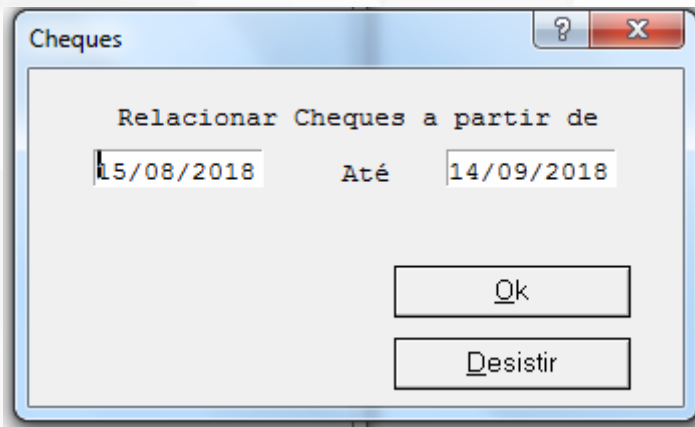 Cheques
Relacionar Cheques a partir de
15/08/2018 Até 14/09/2018
Ok
Desistir